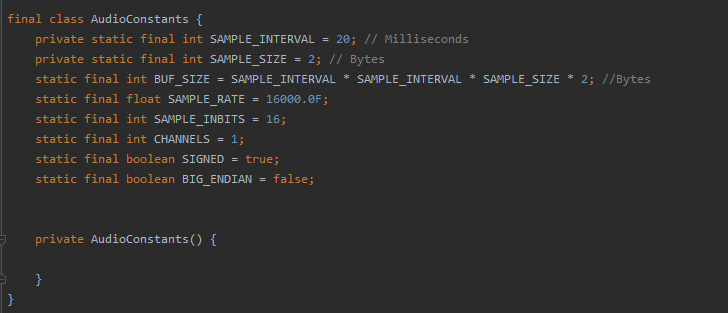 final class AudioConstants {
private static final int SAMPLE_INTERVAL = 20; // Milliseconds
private static final int SAMPLE_SIZE = 2; // Bytes
static final int BUF_SIZE = SAMPLE_INTERVAL * SAMPLE_INTERVAL * SAMPLE_SIZE * 2; //Bytes
static final float SAMPLE_RATE = 16000.0F;
static final int SAMPLE_INBITS = 16;
static final int CHANNELS = 1;
static final boolean SIGNED = true;
static final boolean BIG_ENDIAN = false;
private AudioConstants() {
}
}